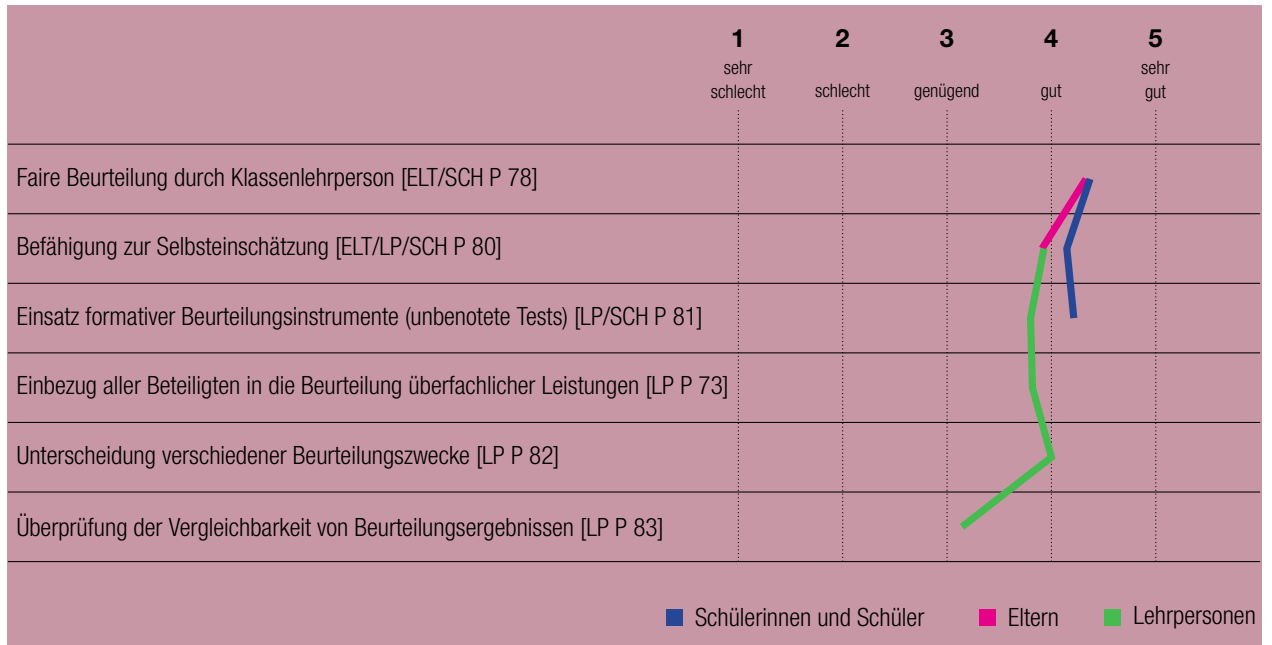 1 2 3 4 5
sehr schlecht schlecht genügend gut sehr gut
Faire Beurteilung durch Klassenlehrperson [ELT/SCH P 78]
Befähigung zur Selbsteinschätzung [ELT/LP/SCH P 80]
Einsatz formativer Beurteilungsinstrumente (unbenotete Tests) [LP/SCH P 81]
Einbezug aller Beteiligten in die Beurteilung überfachlicher Leistungen [LP P 73]
Unterscheidung verschiedener Beurteilungszwecke [LP P 82]
Überprüfung der Vergleichbarkeit von Beurteilungsergebnissen [LP P 83]
Schülerinnen und Schüler Eltern Lehrpersonen